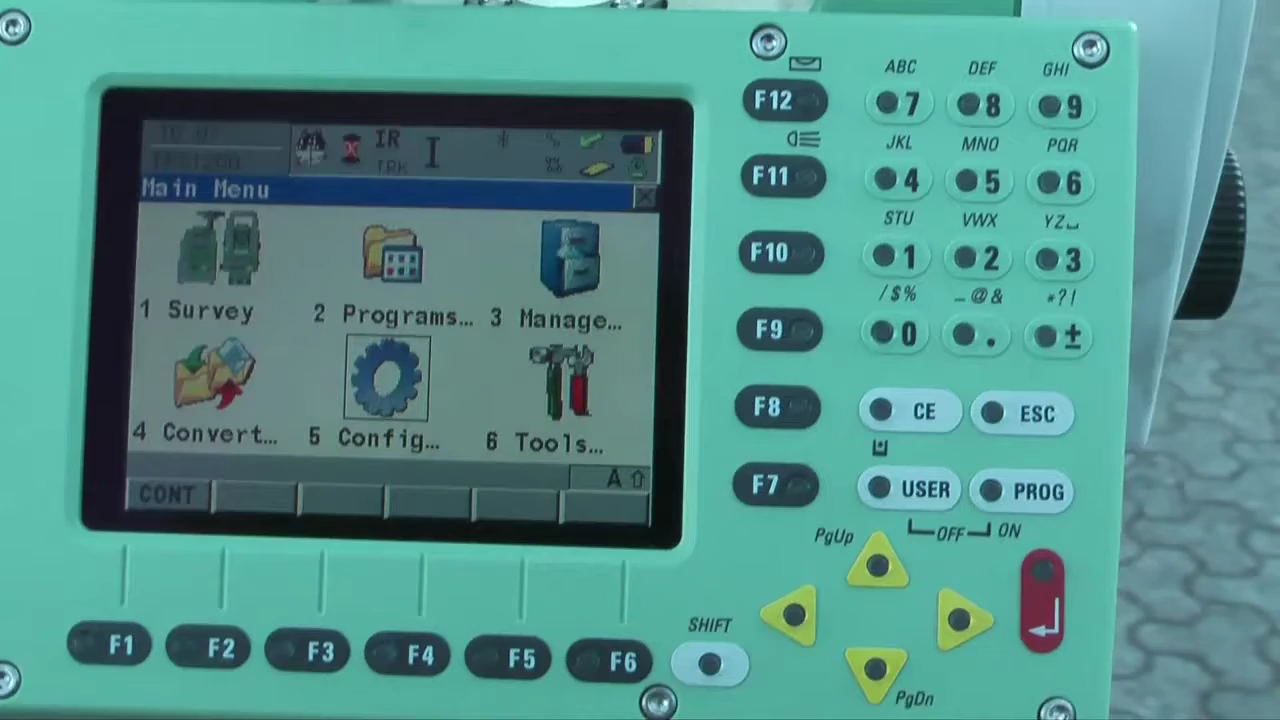 IR
I
TRK
TPS1200
Main Menu
1 Survey
2 Programs…
3 Manage…
4 Convert…
5 Config…
6 Tools…
A
CONT
F1
F2
F3
F4
F5
F6
SHIFT
F12
F11
F10
F9
F8
F7
ABC
DEF
GHI
7
8
9
JKL
MNO
PQR
4
5
6
STU
VWX
YZ⎵
1
2
3
/$%
_@&
*?!
0
.
±
CE
ESC
USER
PROG
OFF
ON
PgUp
PgDn